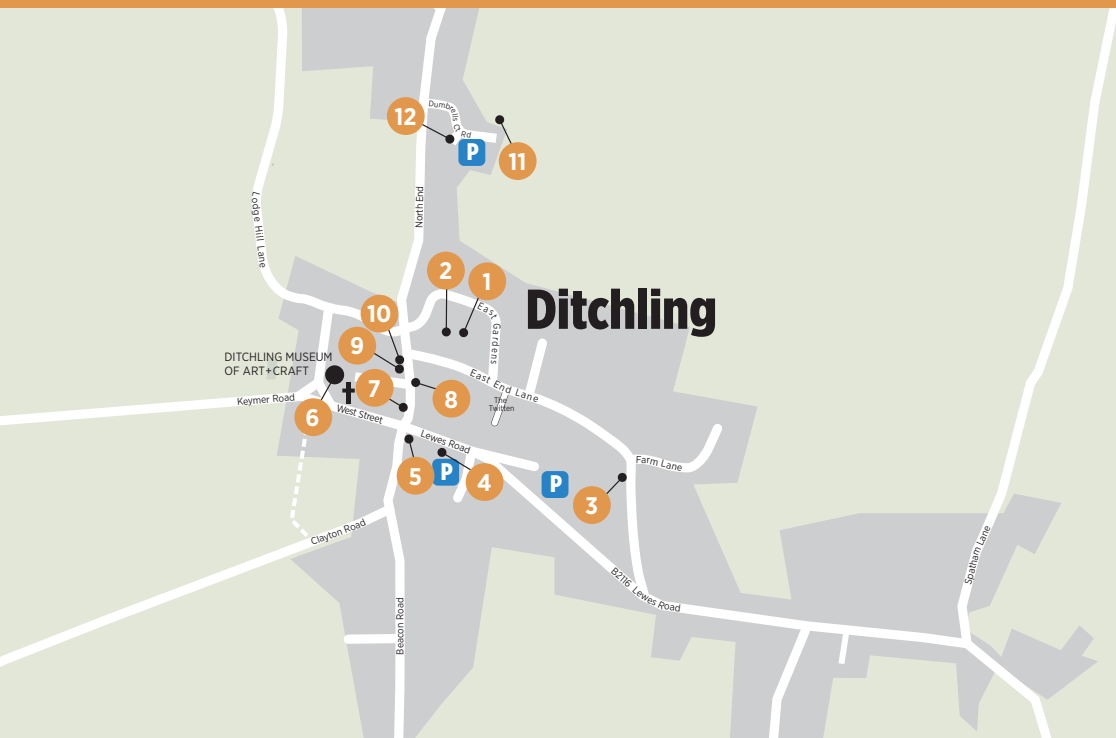 Dumbrells Ct Rd
12
P
11
North End
Lodge Hill Lane
2
1
Ditchling
10
East Gardens
9
DITCHLING MUSEUM
OF ART+CRAFT
East End Lane
7
8
Keymer Road
The
Twitten
6
West Street
Lewes Road
Farm Lane
5
P
4
P
3
Clayton Road
Spatham Lane
B2116 Lewes Road
Beacon Road